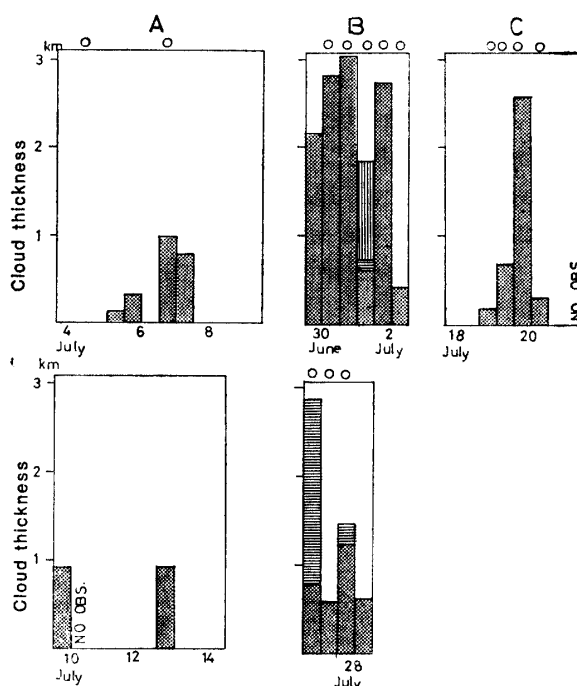 A B C
km
3
2
1
Cloud thickness
4 6 8
July
30 2
June July
18 20
July
NO OBS.
km
3
2
1
Cloud thickness
NO OBS.
10 12 14
July
28
July